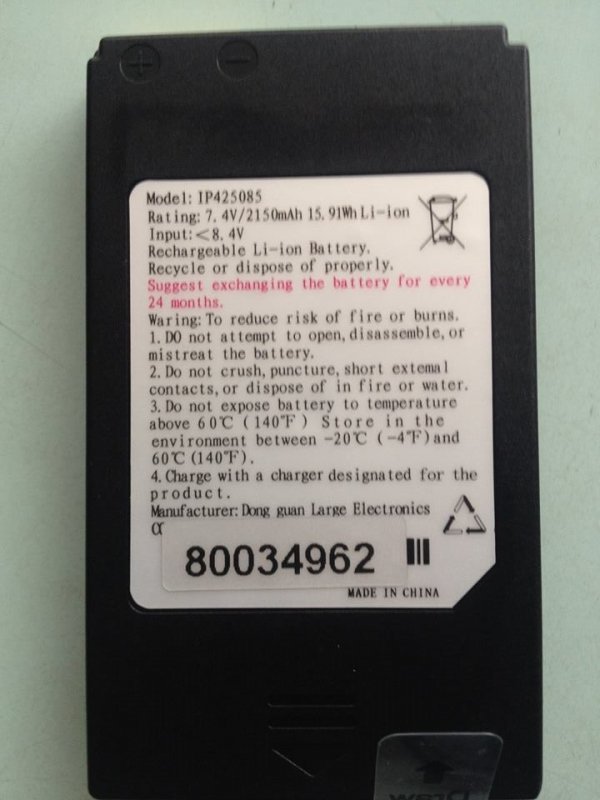 + -
Model: IP425085
Rating: 7.4V/2150mAh 15.91Wh Li-ion
Input:<8.4V
Rechargeable Li-ion Battery.
Recycle or dispose of properly.
Suggest exchanging the battery for every
24 months.
Waring: To reduce risk of fire or burns.
1. DO not attempt to open, disassemble, or
mistreat the battery.
2. Do not crush, puncture, short extemal
contacts, or dispose of in fire or water.
3. Do not expose battery to temperature
above 60℃ (140℉) Store in the
environment between -20℃ (-4℉)and
60℃ (140℉).
4. Charge with a charger designated for the
product.
Manufacturer: Dong guan Large Electronics
80034962
MADE IN CHINA